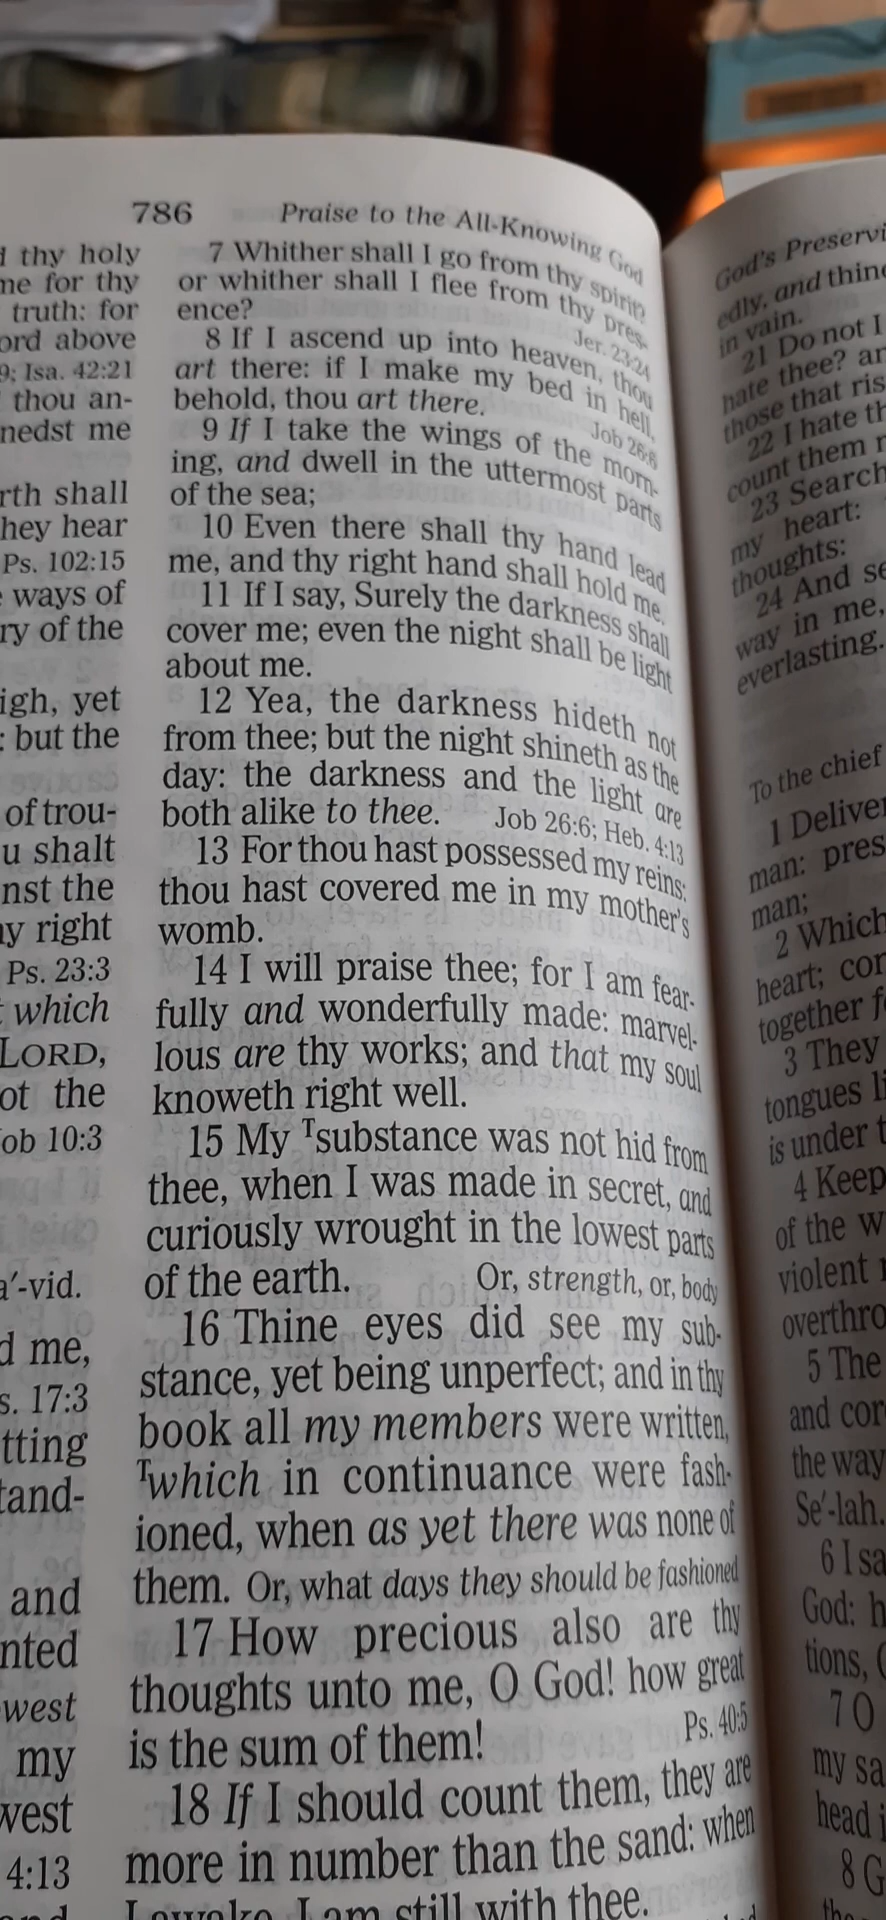 786 Praise to the All-Knowing God
d thy holy
me for thy
truth: for
ord above
9; Isa. 42:21
thou an-
nedst me
rth shall
hey hear
Ps. 102:15
ways of
ry of the
igh, yet
: but the
of trou-
u shalt
nst the
y right
Ps. 23:3
which
LORD,
ot the
ob 10:3
a′-vid.
d me,
s. 17:3
tting
tand-
and
nted
west
my
west
4:13
7 Whither shall I go from thy spirit?
or whither shall I flee from thy pres-
ence? Jer. 23:24
8 If I ascend up into heaven, thou
art there: if I make my bed in hell,
behold, thou art there. Job 26:6
9 If I take the wings of the morn-
ing, and dwell in the uttermost parts
of the sea;
10 Even there shall thy hand lead
me, and thy right hand shall hold me.
11 If I say, Surely the darkness shall
cover me; even the night shall be light
about me.
12 Yea, the darkness hideth not
from thee; but the night shineth as the
day: the darkness and the light are
both alike to thee. Job 26:6; Heb. 4:13
13 For thou hast possessed my reins:
thou hast covered me in my mother's
womb.
14 I will praise thee; for I am fear-
fully and wonderfully made: marvel-
lous are thy works; and that my soul
knoweth right well.
15 My Tsubstance was not hid from
thee, when I was made in secret, and
curiously wrought in the lowest parts
of the earth. Or, strength, or, body
16 Thine eyes did see my sub-
stance, yet being unperfect; and in thy
book all my members were written,
Twhich in continuance were fash-
ioned, when as yet there was none of
them. Or, what days they should be fashioned
17 How precious also are thy
thoughts unto me, O God! how great
is the sum of them! Ps. 40:5
18 If I should count them, they are
more in number than the sand: when
I awake, I am still with thee.
God's Preservi
edly, and thine
in vain.
21 Do not I
hate thee? an
those that ris
22 I hate th
count them
23 Search
my heart:
thoughts:
24 And se
way in me,
everlasting.
To the chief
1 Deliver
man: pres
man;
2 Which
heart; con
together f
3 They
tongues li
is under t
4 Keep
of the w
violent
overthro
5 The
and cor
the way
Se′-lah.
6 I sa
God: h
tions,
7 O
my sa
head i
8 G